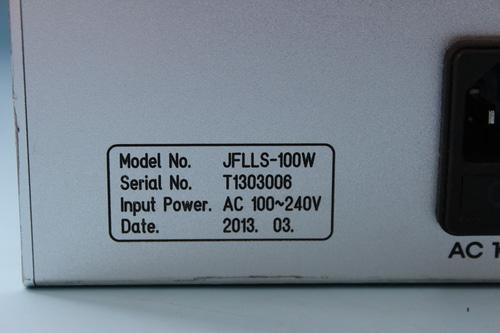 Model No. JFLLS-100W
Serial No. T1303006
Input Power. AC 100~240V
Date. 2013. 03.
AC